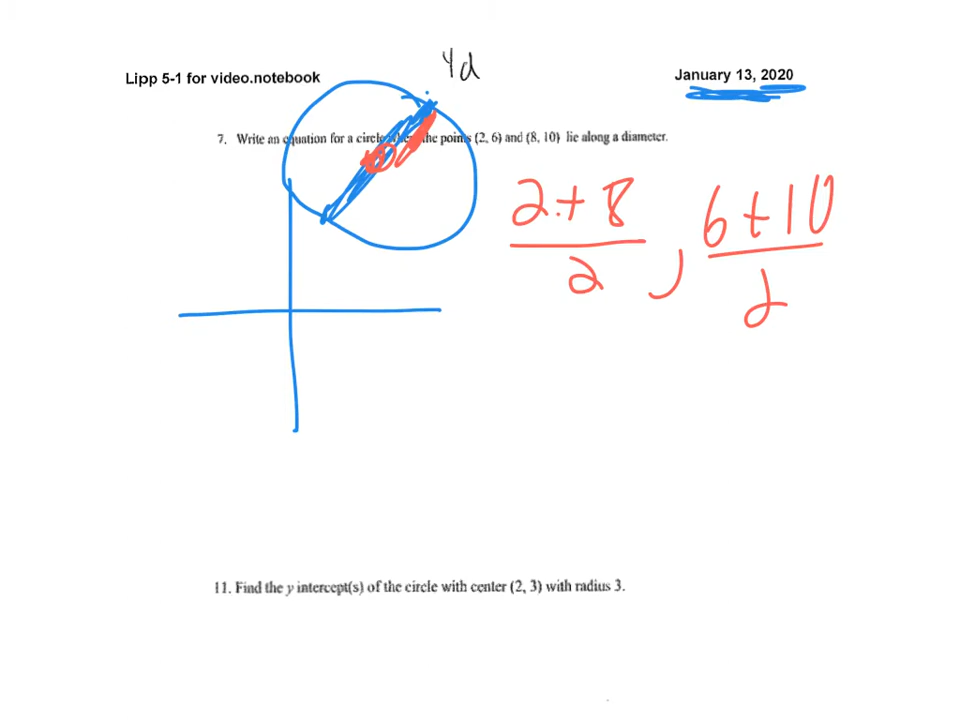 4d
Lipp 5-1 for video.notebook
January 13, 2020
7. Write an equation for a circle the points (2, 6) and (8, 10) lie along a diameter.
2+8 6+10
,
2 2
11. Find the y intercept(s) of the circle with center (2, 3) with radius 3.